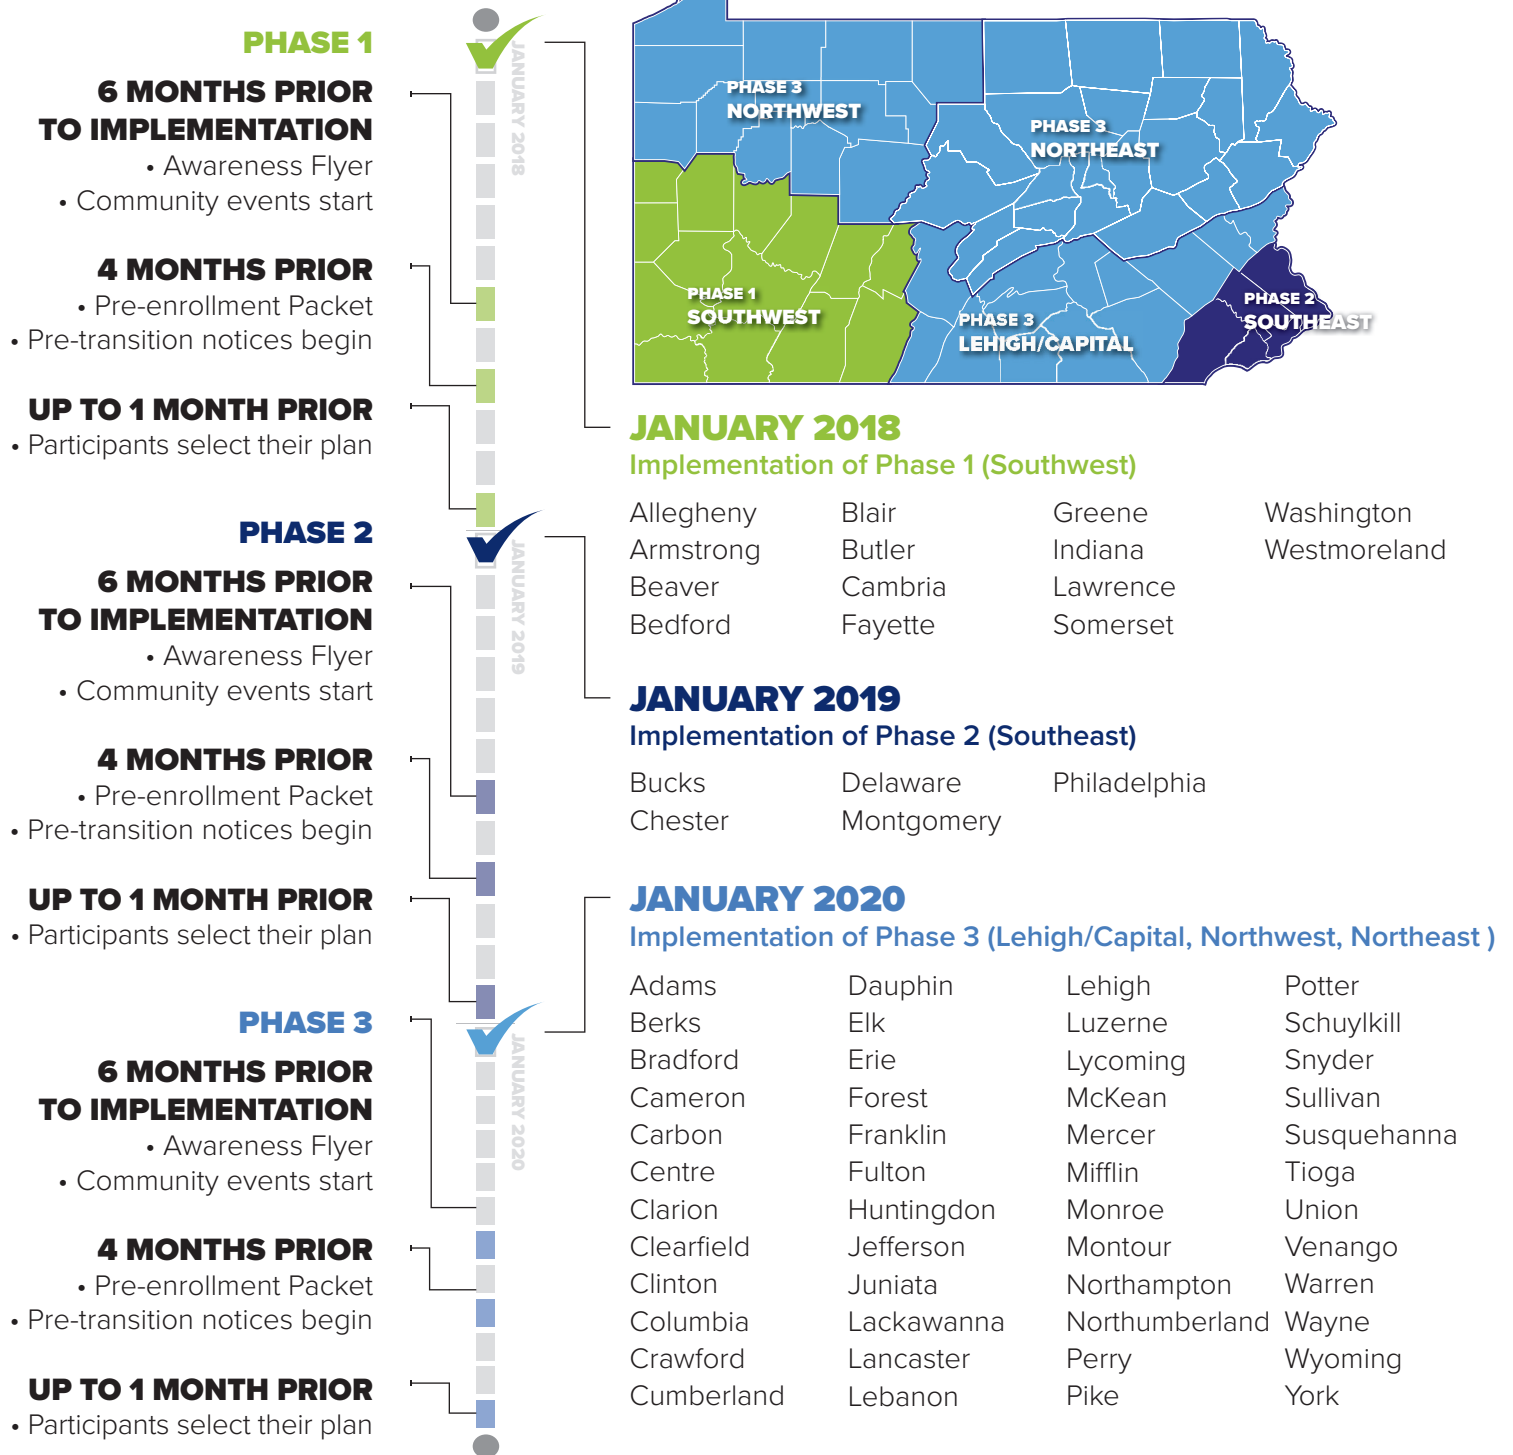 PHASE 1
6 MONTHS PRIOR
TO IMPLEMENTATION
• Awareness Flyer
• Community events start
4 MONTHS PRIOR
• Pre-enrollment Packet
• Pre-transition notices begin
UP TO 1 MONTH PRIOR
• Participants select their plan
PHASE 2
6 MONTHS PRIOR
TO IMPLEMENTATION
• Awareness Flyer
• Community events start
4 MONTHS PRIOR
• Pre-enrollment Packet
• Pre-transition notices begin
UP TO 1 MONTH PRIOR
• Participants select their plan
PHASE 3
6 MONTHS PRIOR
TO IMPLEMENTATION
• Awareness Flyer
• Community events start
4 MONTHS PRIOR
• Pre-enrollment Packet
• Pre-transition notices begin
UP TO 1 MONTH PRIOR
• Participants select their plan
JANUARY 2018
JANUARY 2019
JANUARY 2020
PHASE 3
NORTHWEST
PHASE 3
NORTHEAST
PHASE 1
SOUTHWEST
PHASE 3
LEHIGH/CAPITAL
PHASE 2
SOUTHEAST
JANUARY 2018
Implementation of Phase 1 (Southwest)
Allegheny Blair Greene Washington
Armstrong Butler Indiana Westmoreland
Beaver Cambria Lawrence
Bedford Fayette Somerset
JANUARY 2019
Implementation of Phase 2 (Southeast)
Bucks Delaware Philadelphia
Chester Montgomery
JANUARY 2020
Implementation of Phase 3 (Lehigh/Capital, Northwest, Northeast )
Adams Dauphin Lehigh Potter
Berks Elk Luzerne Schuylkill
Bradford Erie Lycoming Snyder
Cameron Forest McKean Sullivan
Carbon Franklin Mercer Susquehanna
Centre Fulton Mifflin Tioga
Clarion Huntingdon Monroe Union
Clearfield Jefferson Montour Venango
Clinton Juniata Northampton Warren
Columbia Lackawanna Northumberland Wayne
Crawford Lancaster Perry Wyoming
Cumberland Lebanon Pike York